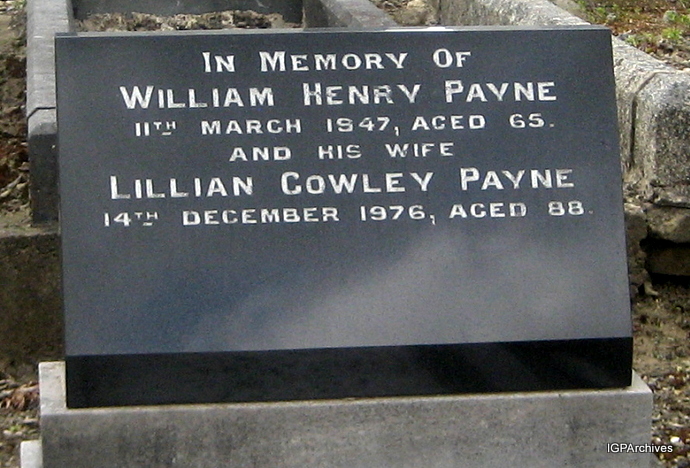 IN MEMORY OF
WILLIAM HENRY PAYNE
11TH MARCH 1947, AGED 65.
AND HIS WIFE
LILLIAN COWLEY PAYNE
14TH DECEMBER 1976, AGED 88.
IGPArchives